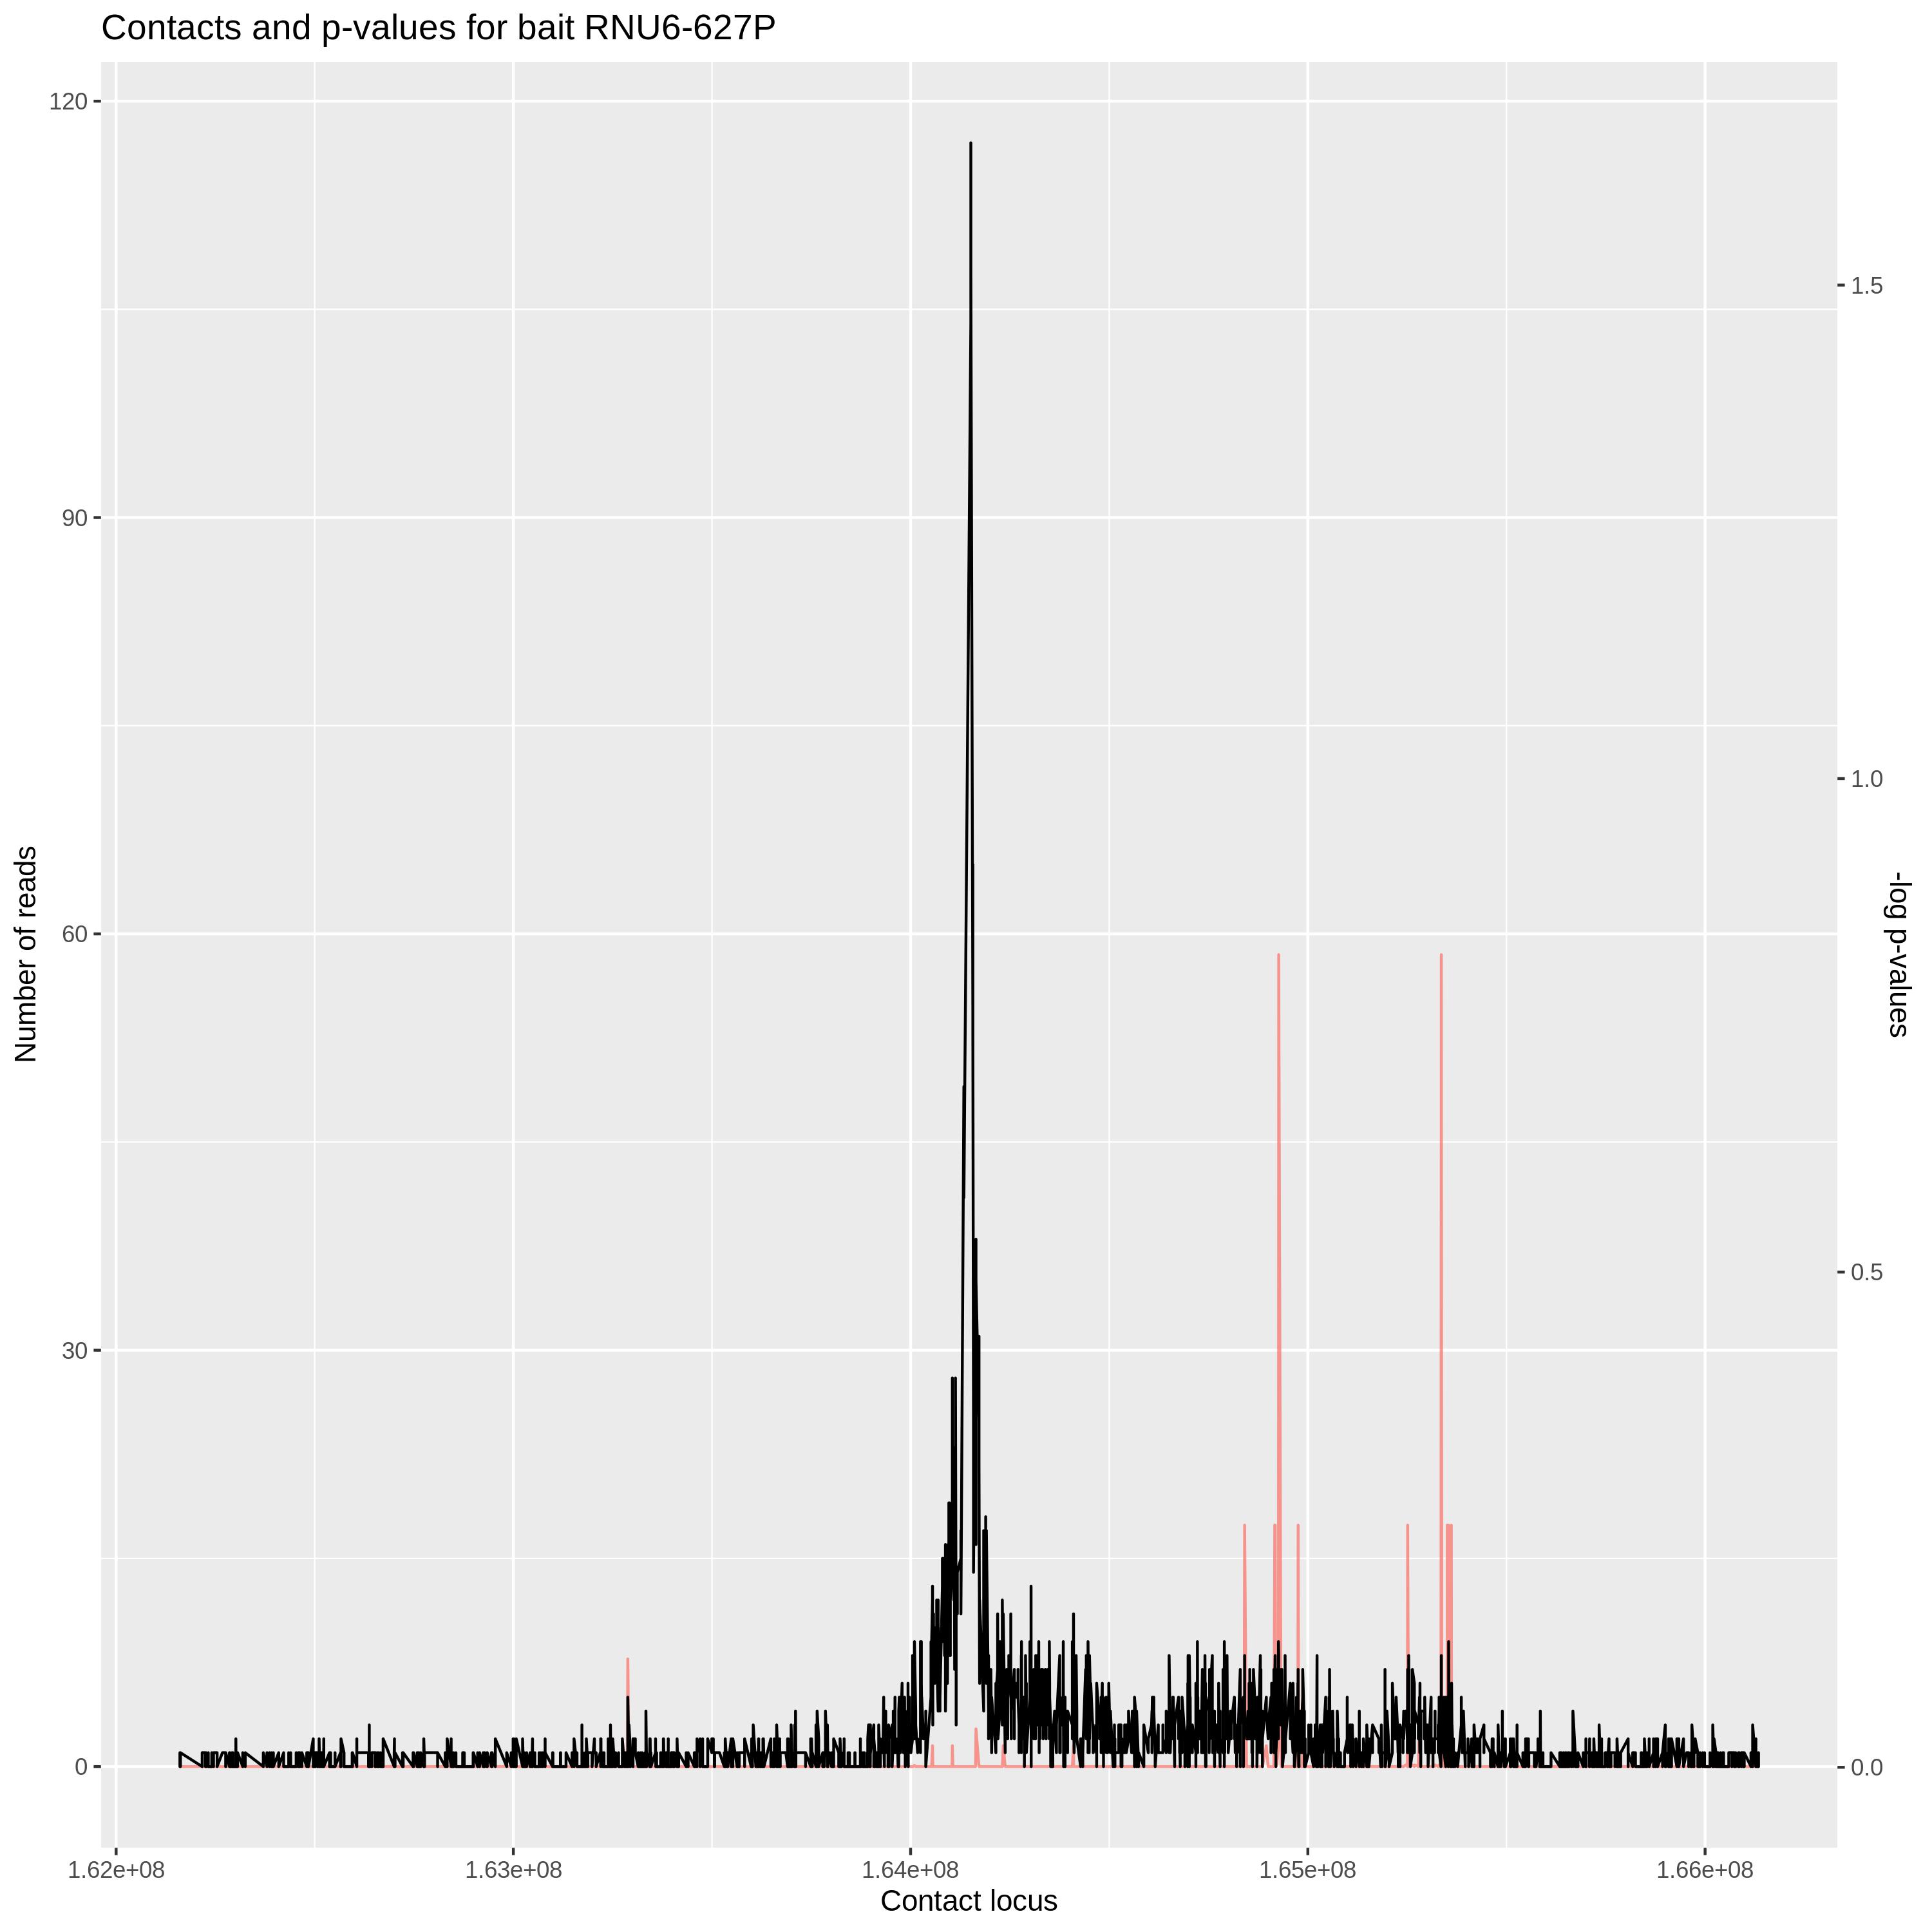 Contacts and p-values for bait RNU6-627P
120
90
60
30
0
Number of reads
1.5
1.0
0.5
0.0
-log p-values
1.62e+08
1.63e+08
1.64e+08
1.65e+08
1.66e+08
Contact locus